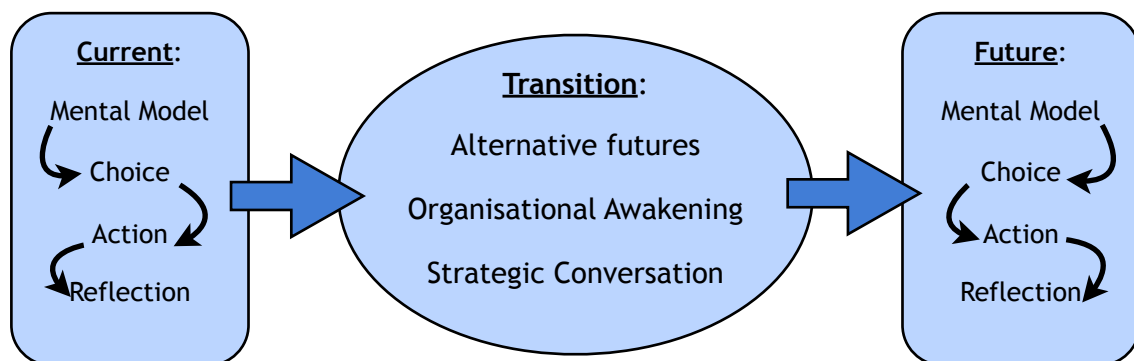 Current:
Mental Model
Choice
Action
Reflection
Transition:
Alternative futures
Organisational Awakening
Strategic Conversation
Future:
Mental Model
Choice
Action
Reflection